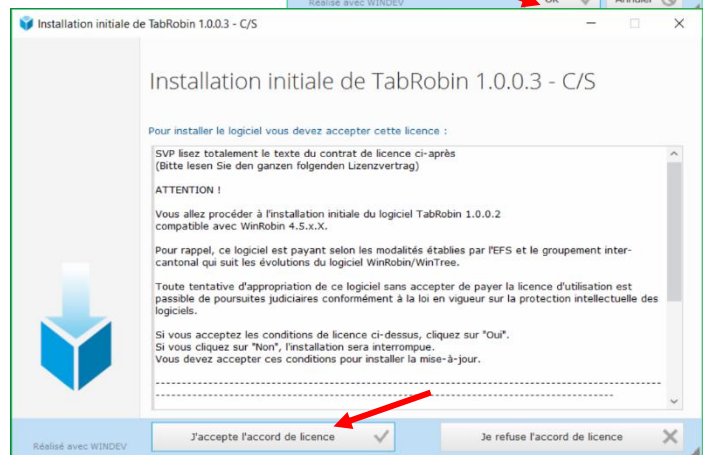 Réalisé avec WINDEV
OK
Annuler
Installation initiale de TabRobin 1.0.0.3 - C/S
Installation initiale de TabRobin 1.0.0.3 - C/S
Pour installer le logiciel vous devez accepter cette licence :
SVP lisez totalement le texte du contrat de licence ci-après
(Bitte lesen Sie den ganzen folgenden Lizenzvertrag)
ATTENTION !
Vous allez procéder à l'installation initiale du logiciel TabRobin 1.0.0.2
compatible avec WinRobin 4.5.x.X.
Pour rappel, ce logiciel est payant selon les modalités établies par l'EFS et le groupement inter-
cantonal qui suit les évolutions du logiciel WinRobin/WinTree.
Toute tentative d'appropriation de ce logiciel sans accepter de payer la licence d'utilisation est
passible de poursuites judiciaires conformément à la loi en vigueur sur la protection intellectuelle des
logiciels.
Si vous acceptez les conditions de licence ci-dessus, cliquez sur "Oui".
Si vous cliquez sur "Non", l'installation sera interrompue.
Vous devez accepter ces conditions pour installer la mise-à-jour.
Réalisé avec WINDEV
J'accepte l'accord de licence
Je refuse l'accord de licence